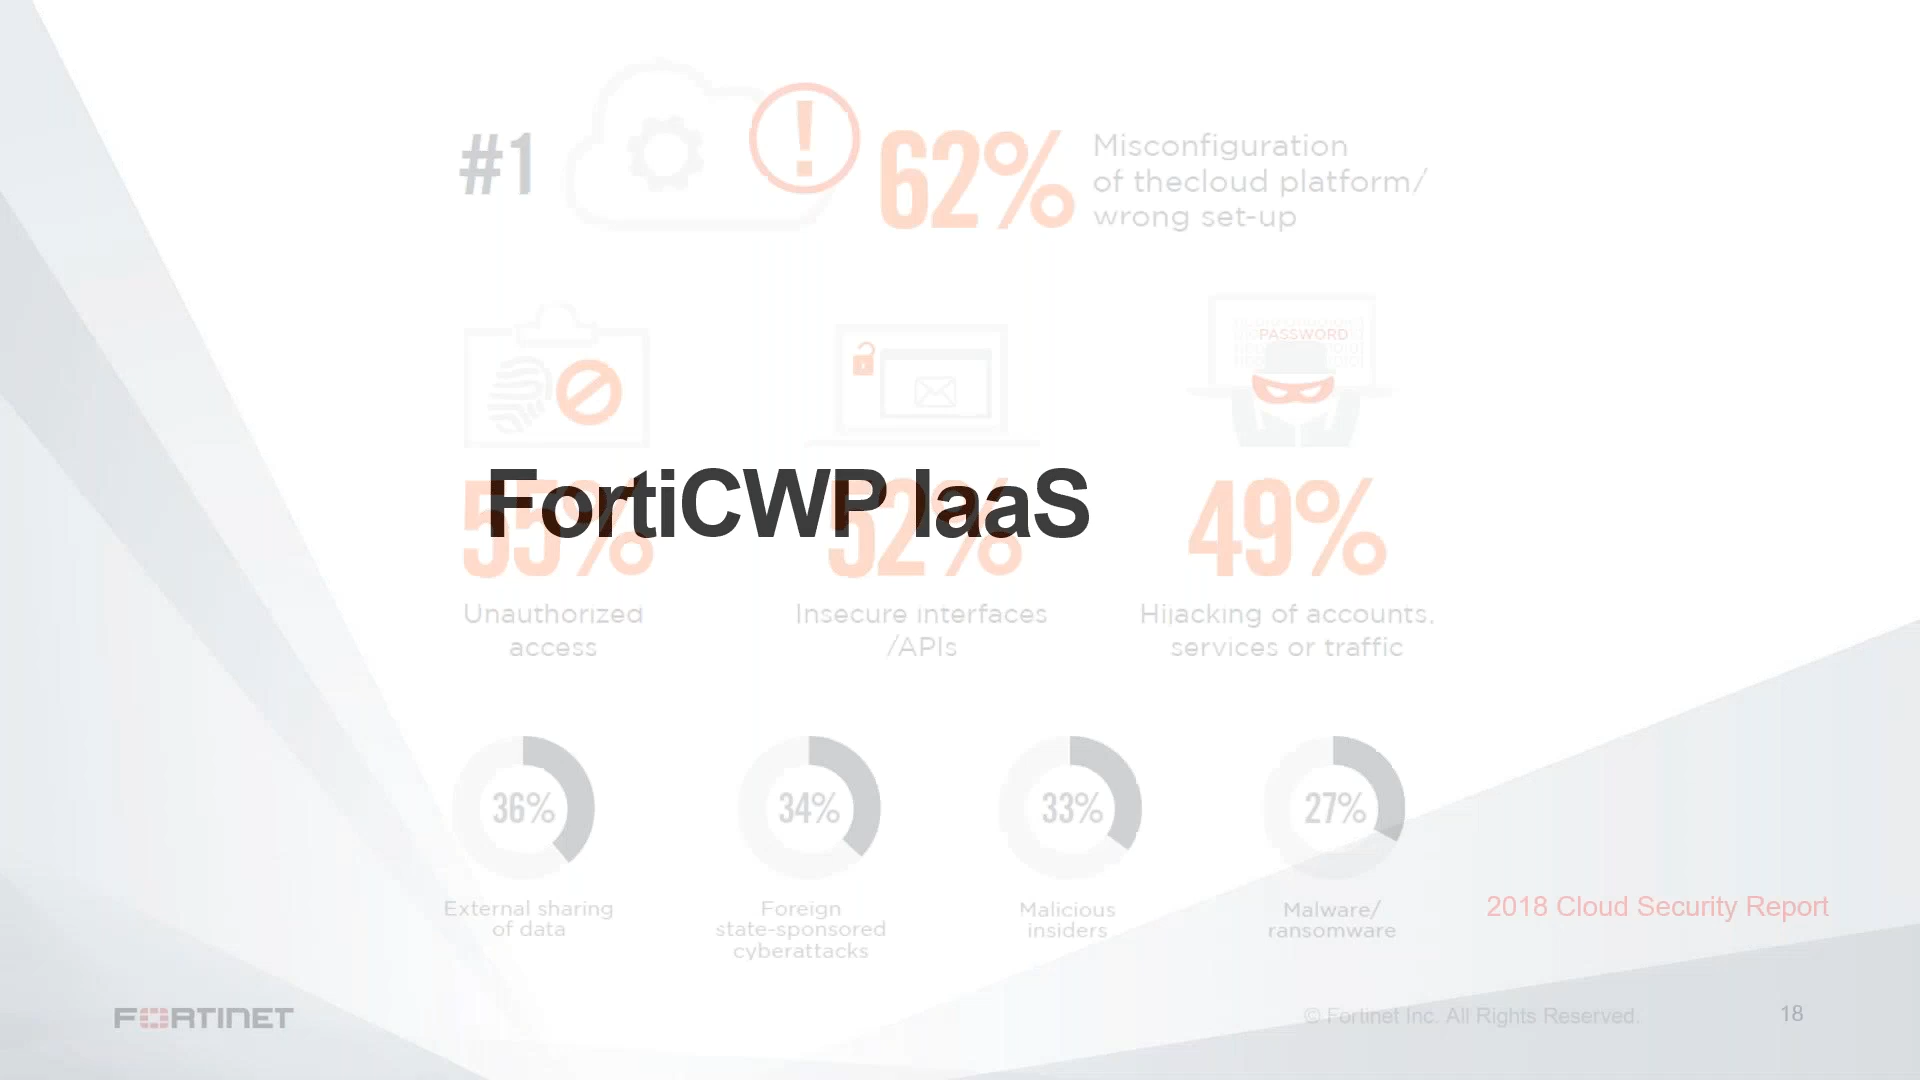 #1
62%
Misconfiguration
of thecloud platform/
wrong set-up
PASSWORD
FortiCWP IaaS
55%
52%
49%
Unauthorized
access
Insecure interfaces
/APIs
Hijacking of accounts,
services or traffic
36%
34%
33%
27%
External sharing
of data
Foreign
state-sponsored
cyberattacks
Malicious
insiders
Malware/
ransomware
2018 Cloud Security Report
FORTINET
© Fortinet Inc. All Rights Reserved.
18